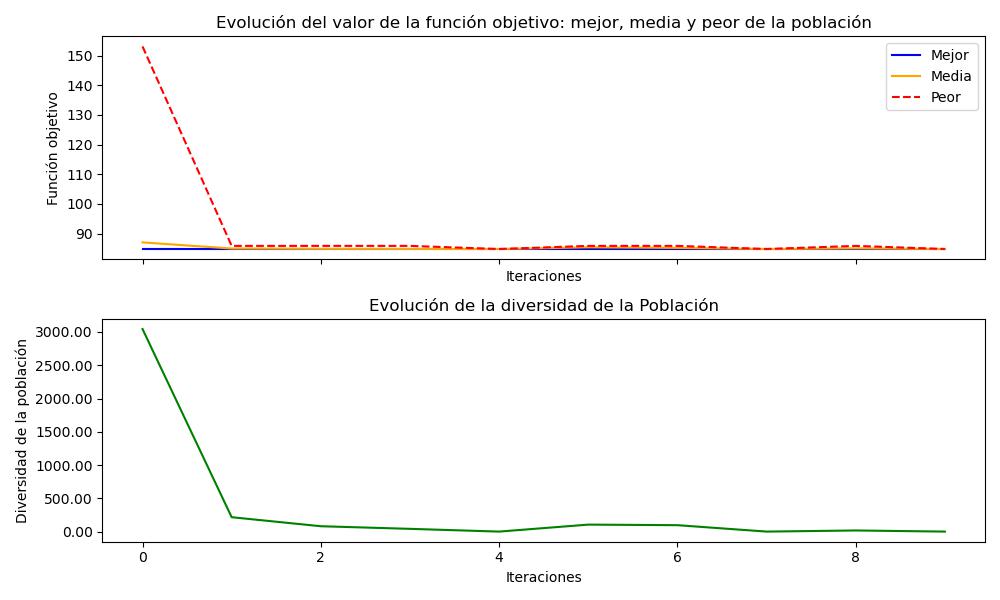 Evolución del valor de la función objetivo: mejor, media y peor de la población
150
140
130
120
110
100
90
Función objetivo
Mejor
Media
Peor
Iteraciones
Evolución de la diversidad de la Población
3000.00
2500.00
2000.00
1500.00
1000.00
500.00
0.00
Diversidad de la población
0 2 4 6 8
Iteraciones